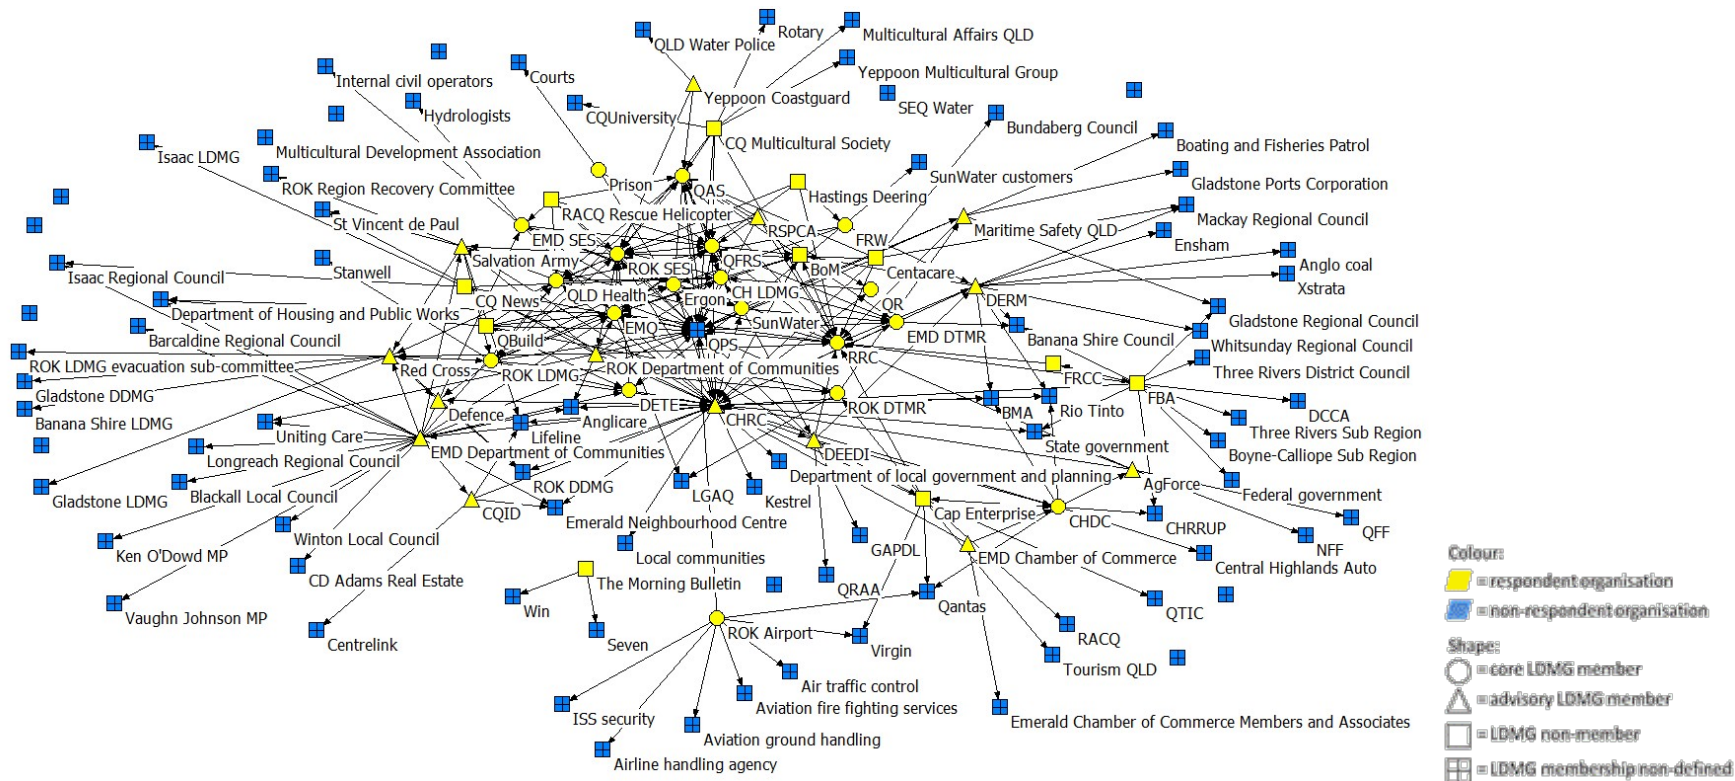 QLD Water Police
Rotary
Multicultural Affairs QLD
Internal civil operators
Courts
Yeppoon Multicultural Group
Yeppoon Coastguard
SEQ Water
Hydrologists
CQUniversity
Bundaberg Council
CQ Multicultural Society
Boating and Fisheries Patrol
Isaac LDMG
Multicultural Development Association
SunWater customers
Gladstone Ports Corporation
ROK Region Recovery Committee
Prison
QAS
Hastings Deering
RACQ Rescue Helicopter
Mackay Regional Council
St Vincent de Paul
RSPCA
Maritime Safety QLD
EMD SES
FRW
Ensham
Salvation Army
ROK SES
QFRS
BoM
Centacare
Anglo coal
Isaac Regional Council
Stanwell
Xstrata
CQ News
QLD Health
Ergon
CH LDMG
QR
DERM
Department of Housing and Public Works
Gladstone Regional Council
EMQ
SunWater
EMD DTMR
Barcaldine Regional Council
QBuild
QPS
Banana Shire Council
Whitsunday Regional Council
RRC
ROK LDMG evacuation sub-committee
Red Cross
ROK LDMG
ROK Department of Communities
FRCC
Three Rivers District Council
Gladstone DDMG
FBA
Defence
DETE
ROK DTMR
BMA
Rio Tinto
DCCA
Banana Shire LDMG
Anglicare
CHRC
Three Rivers Sub Region
Uniting Care
Lifeline
State government
EMD Department of Communities
DEEDI
Boyne-Calliope Sub Region
Longreach Regional Council
Department of local government and planning
AgForce
ROK DDMG
LGAQ
Kestrel
Federal government
Gladstone LDMG
Blackall Local Council
CQID
Cap Enterprise
CHDC
CHRRUP
QFF
Emerald Neighbourhood Centre
Winton Local Council
GAPDL
NFF
Ken O'Dowd MP
Local communities
EMD Chamber of Commerce
Central Highlands Auto
CD Adams Real Estate
The Morning Bulletin
QRAA
Qantas
QTIC
Vaughn Johnson MP
Win
Centrelink
Seven
ROK Airport
Virgin
RACQ
Tourism QLD
Air traffic control
Aviation fire fighting services
ISS security
Emerald Chamber of Commerce Members and Associates
Aviation ground handling
Airline handling agency
Colour:
= respondent organisation
= non-respondent organisation
Shape:
= core LDMG member
= advisory LDMG member
= LDMG non-member
= LDMG membership non-defined